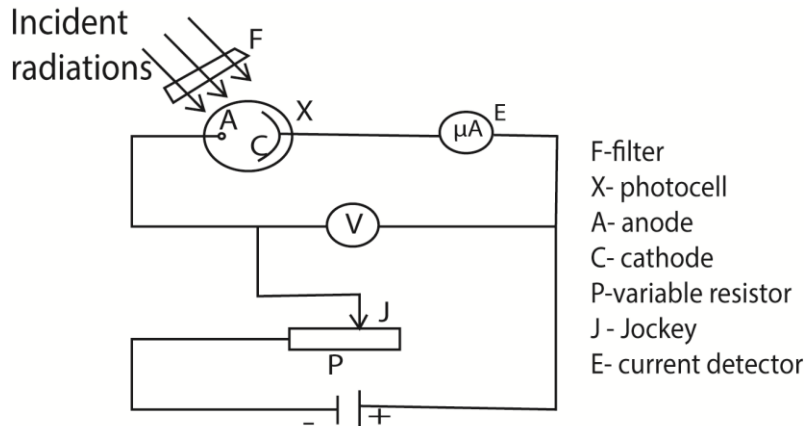 Incident
radiations
F
A
X
C
μA
E
V
J
P
-
+
F-filter
X- photocell
A- anode
C- cathode
P-variable resistor
J - Jockey
E- current detector